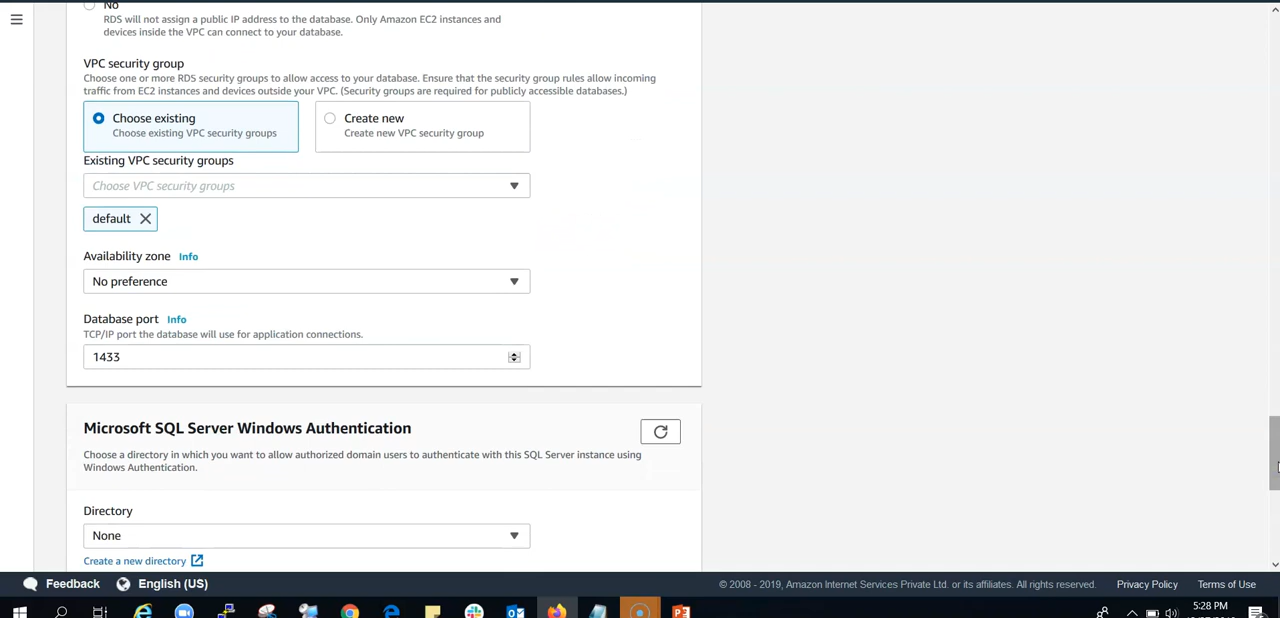 No
RDS will not assign a public IP address to the database. Only Amazon EC2 instances and
devices inside the VPC can connect to your database.
VPC security group
Choose one or more RDS security groups to allow access to your database. Ensure that the security group rules allow incoming
traffic from EC2 instances and devices outside your VPC. (Security groups are required for publicly accessible databases.)
Choose existing
Choose existing VPC security groups
Create new
Create new VPC security group
Existing VPC security groups
Choose VPC security groups
default
Availability zone Info
No preference
Database port Info
TCP/IP port the database will use for application connections.
1433
Microsoft SQL Server Windows Authentication
Choose a directory in which you want to allow authorized domain users to authenticate with this SQL Server instance using
Windows Authentication.
Directory
None
Create a new directory
Feedback English (US)
© 2008 - 2019, Amazon Internet Services Private Ltd. or its affiliates. All rights reserved. Privacy Policy Terms of Use
5:28 PM